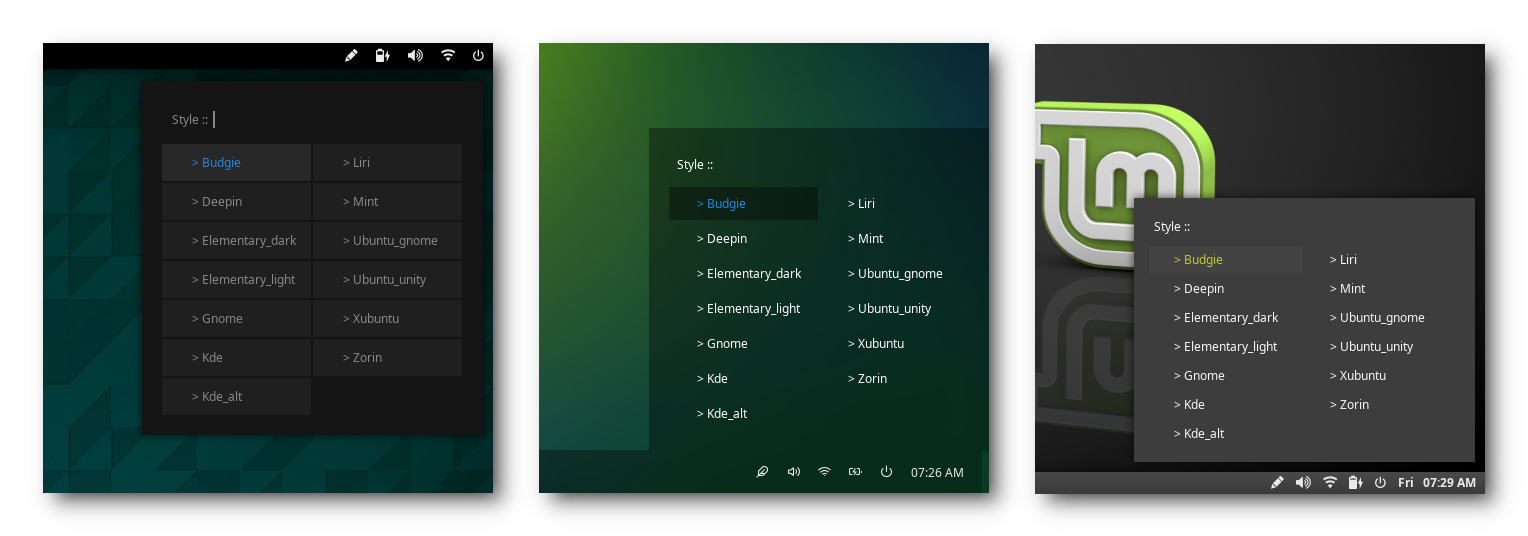 Style ::
> Budgie > Liri
> Deepin > Mint
> Elementary_dark > Ubuntu_gnome
> Elementary_light > Ubuntu_unity
> Gnome > Xubuntu
> Kde > Zorin
> Kde_alt
Style ::
> Budgie > Liri
> Deepin > Mint
> Elementary_dark > Ubuntu_gnome
> Elementary_light > Ubuntu_unity
> Gnome > Xubuntu
> Kde > Zorin
> Kde_alt
07:26 AM
lm
Style ::
> Budgie > Liri
> Deepin > Mint
> Elementary_dark > Ubuntu_gnome
> Elementary_light > Ubuntu_unity
> Gnome > Xubuntu
> Kde > Zorin
> Kde_alt
Fri 07:29 AM